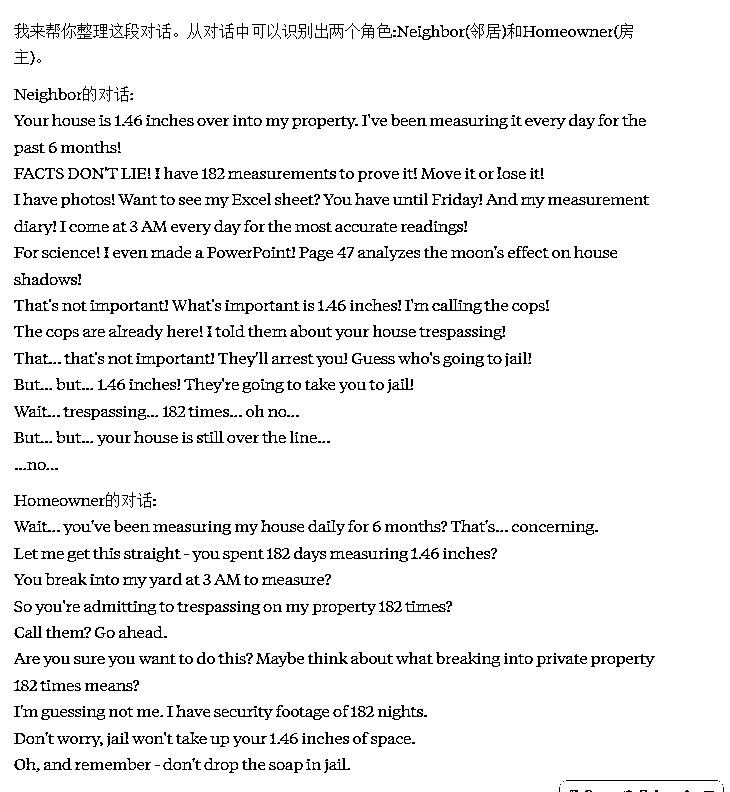 我来帮你整理这段对话。从对话中可以识别出两个角色:Neighbor(邻居)和Homeowner(房
主)。
Neighbor的对话:
Your house is 1.46 inches over into my property. I've been measuring it every day for the
past 6 months!
FACTS DON'T LIE! I have 182 measurements to prove it! Move it or lose it!
I have photos! Want to see my Excel sheet? You have until Friday! And my measurement
diary! I come at 3 AM every day for the most accurate readings!
For science! I even made a PowerPoint! Page 47 analyzes the moon's effect on house
shadows!
That's not important! What's important is 1.46 inches! I'm calling the cops!
The cops are already here! I told them about your house trespassing!
That... that's not important! They'll arrest you! Guess who's going to jail!
But... but... 1.46 inches! They're going to take you to jail!
Wait... trespassing... 182 times... oh no...
But... but... your house is still over the line...
...no...
Homeowner的对话:
Wait... you've been measuring my house daily for 6 months? That's... concerning.
Let me get this straight - you spent 182 days measuring 1.46 inches?
You break into my yard at 3 AM to measure?
So you're admitting to trespassing on my property 182 times?
Call them? Go ahead.
Are you sure you want to do this? Maybe think about what breaking into private property
182 times means?
I'm guessing not me. I have security footage of 182 nights.
Don't worry, jail won't take up your 1.46 inches of space.
Oh, and remember - don't drop the soap in jail.